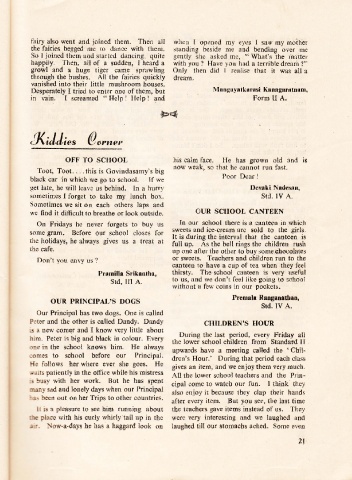 fairy also went and joined them. Then all
the fairies begged me to dance with them.
So I joined them and started dancing quite
happily. Then, all of a sudden, I heard a
growl and a huge tiger came sprawling
through the bushes. All the fairies quickly
vanished into their little mushroom houses.
Desperately I tried to enter one of them, but
in vain. I screamed "Help! Help! and
when I opened my eyes I saw my mother
standing beside me and bending over me
gently she asked me, "What's the matter
with you? Have you had a terrible dream?"
Only then did I realise that it was all a
dream.
Mangayatkarasi Kanagaratnam,
Form II A.
Kiddies Corner
OFF TO SCHOOL
Toot, Toot....this is Govindasamy's big
black car in which we go to school. If we
get late, he will leave us behind. In a hurry
sometimes I forget to take my lunch box.
Sometimes we sit on each others laps and
we find it difficult to breathe or look outside.
On Fridays he never forgets to buy us
some gram. Before our school closes for
the holidays, he always gives us a treat at
the cafe.
Don't you envy us?
Pramilla Srikantha,
Std. III A.
OUR PRINCIPAL'S DOGS
Our Principal has two dogs. One is called
Peter and the other is called Dandy. Dandy
is a new comer and I know very little about
him. Peter is big and black in colour. Every
one in the school knows him. He always
comes to school before our Principal.
He follows her where ever she goes. He
waits patiently in the office while his mistress
is busy with her work. But he has spent
many sad and lonely days when our Principal
has been out on her Trips to other countries.
It is a pleasure to see him running about
the place with his curly whirly tail up in the
air. Now-a-days he has a haggard look on
his calm face. He has grown old and is
now weak, so that he cannot run fast.
Poor Dear!
Devaki Nadesan,
Std. IV A.
OUR SCHOOL CANTEEN
In our school there is a canteen in which
sweets and ice-cream are sold to the girls.
It is during the interval that the canteen is
full up. As the bell rings the children rush
up one after the other to buy some chocolates
or sweets. Teachers and children run to the
canteen to have a cup of tea when they feel
thirsty. The school canteen is very useful
to us, and we don't feel like going to school
without a few coins in our pockets.
Premala Ranganathan,
Std. IV A.
CHILDREN'S HOUR
During the last period, every Friday all
the lower school children from Standard II
upwards have a meeting called the 'Chil-
dren's Hour.' During that period each class
gives an item, and we enjoy them very much.
All the lower school teachers and the Prin-
cipal come to watch our fun. I think they
also enjoy it because they clap their hands
after every item. But you see, the last time
the teachers gave items instead of us. They
were very interesting and we laughed and
laughed till our stomachs ached. Some even
21